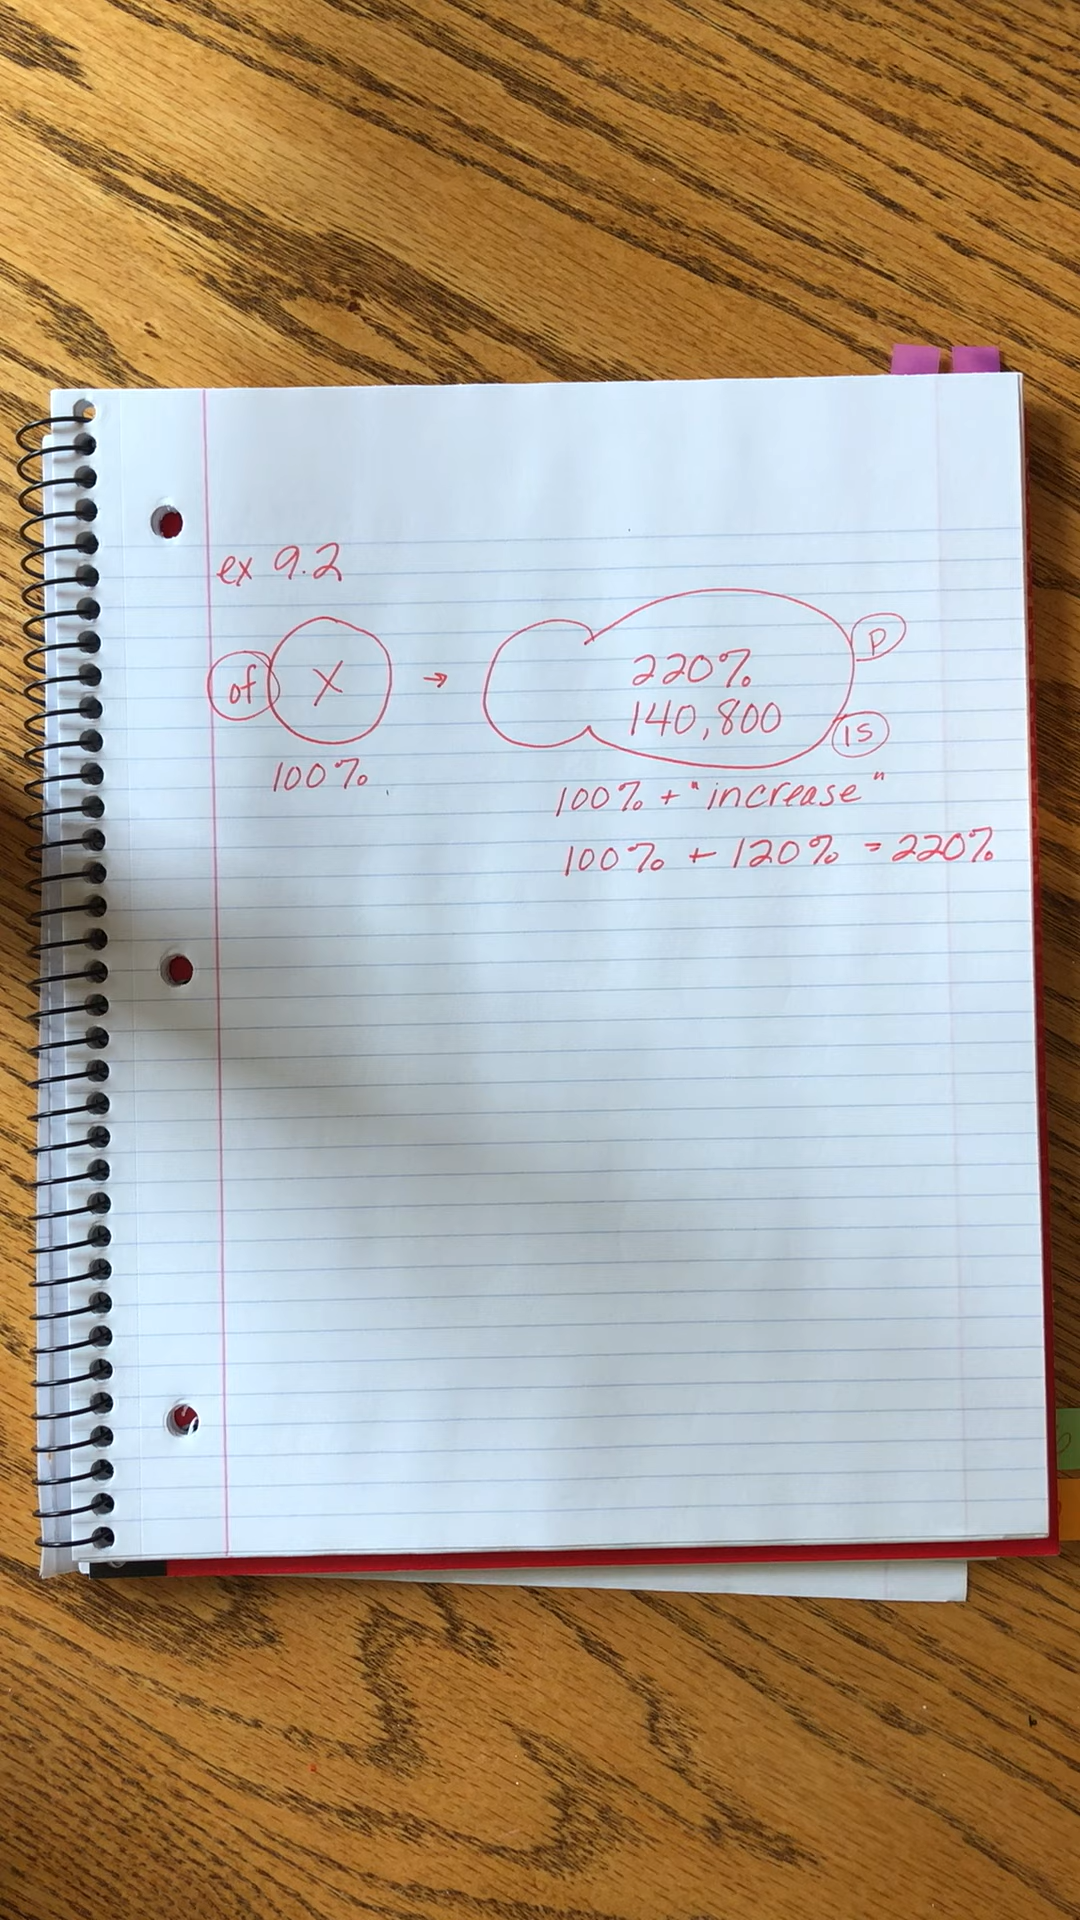 ex 9.2
of X → 220% P
140,800 is
100%
100% + "increase"
100% + 120% = 220%